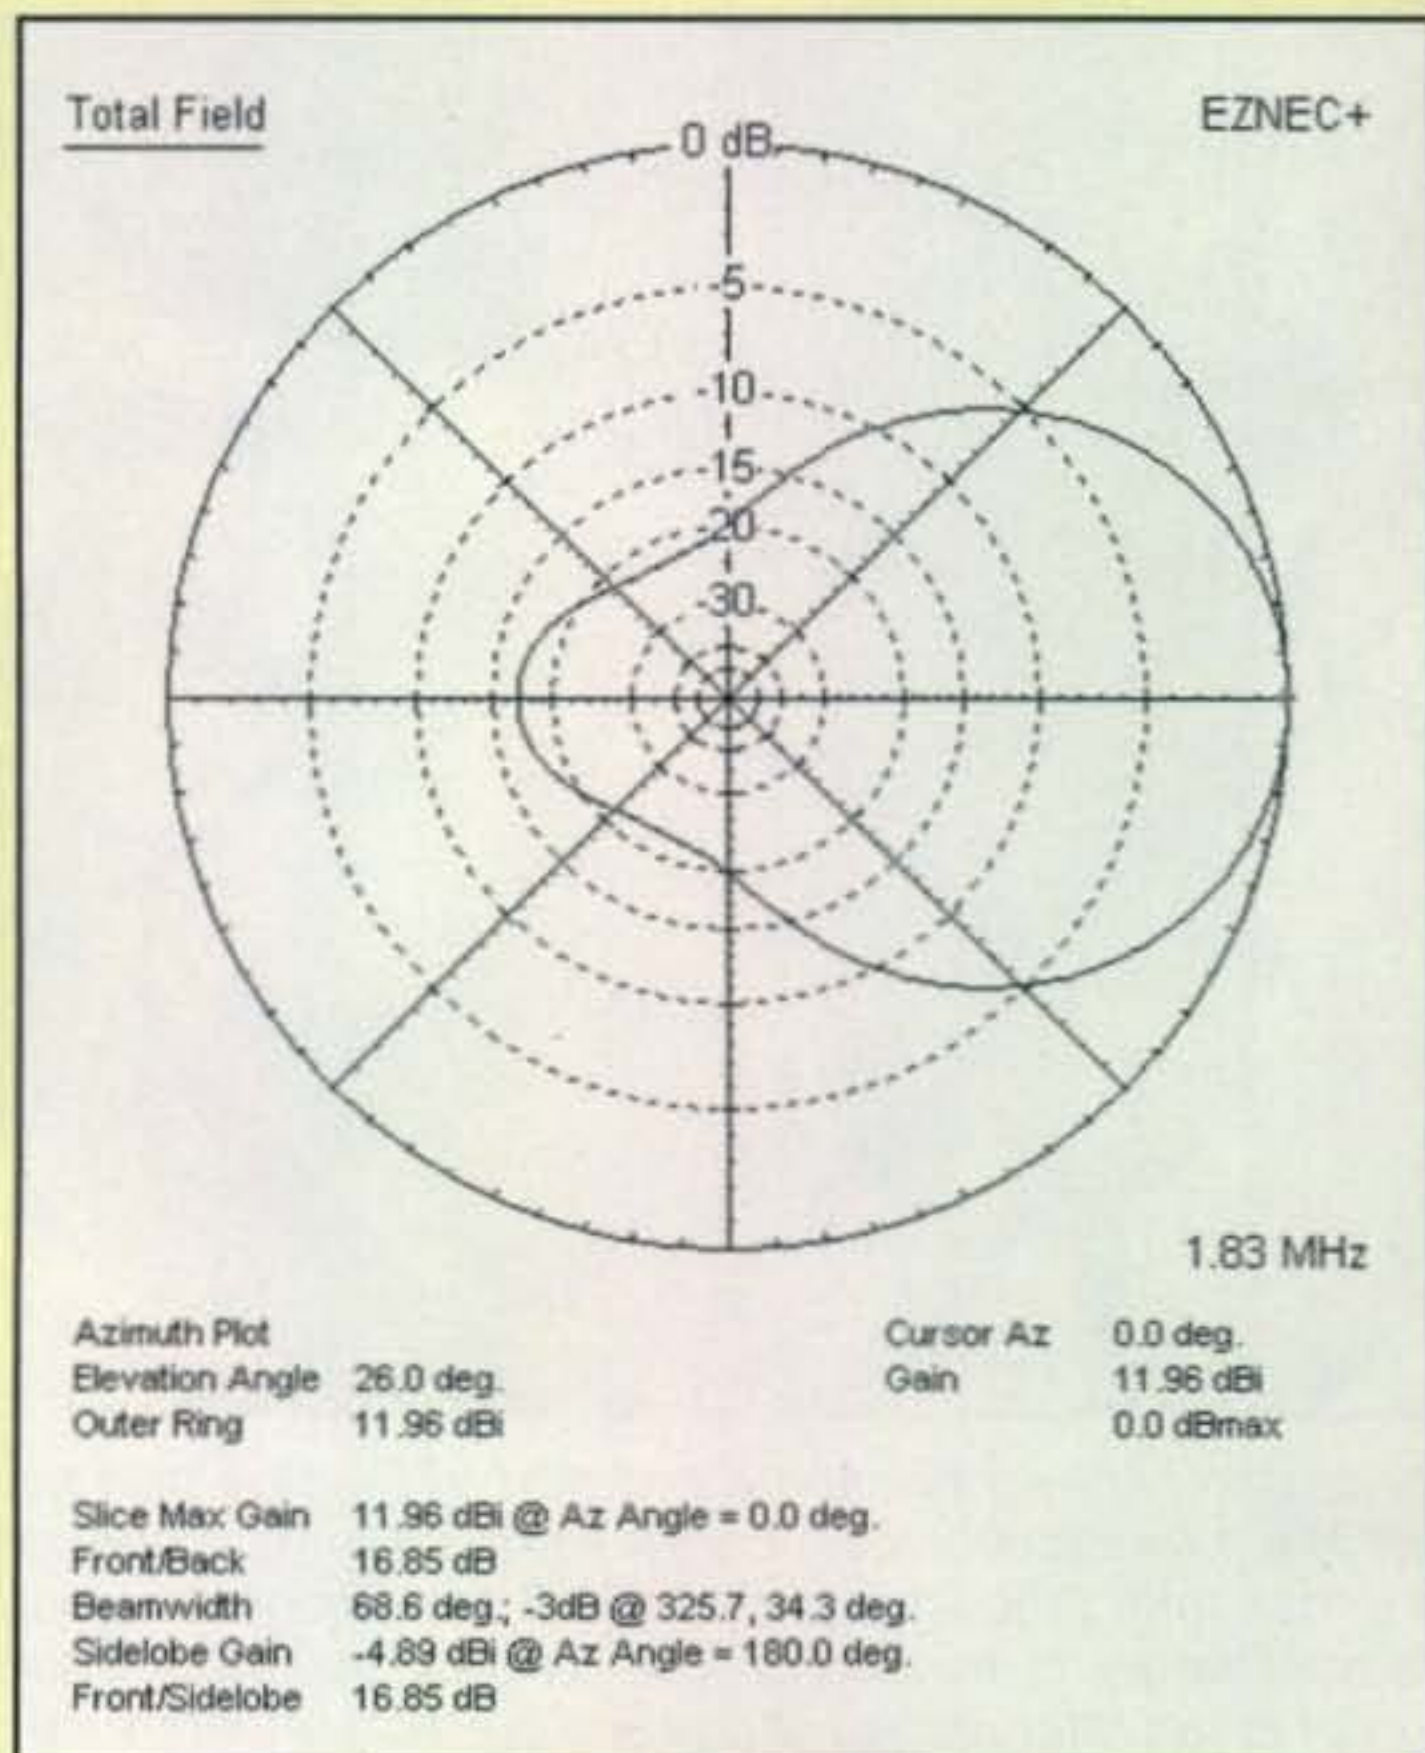 Total Field
EZNEC+
0 dB
-5
-10
-15
-20
-30
1.83 MHz
Azimuth Plot
Elevation Angle 26.0 deg.
Outer Ring 11.96 dBi
Cursor Az 0.0 deg.
Gain 11.96 dBi
0.0 dBmax
Slice Max Gain 11.96 dBi @ Az Angle = 0.0 deg.
Front/Back 16.85 dB
Beamwidth 68.6 deg.; -3dB @ 325.7, 34.3 deg.
Sidelobe Gain -4.89 dBi @ Az Angle = 180.0 deg.
Front/Sidelobe 16.85 dB